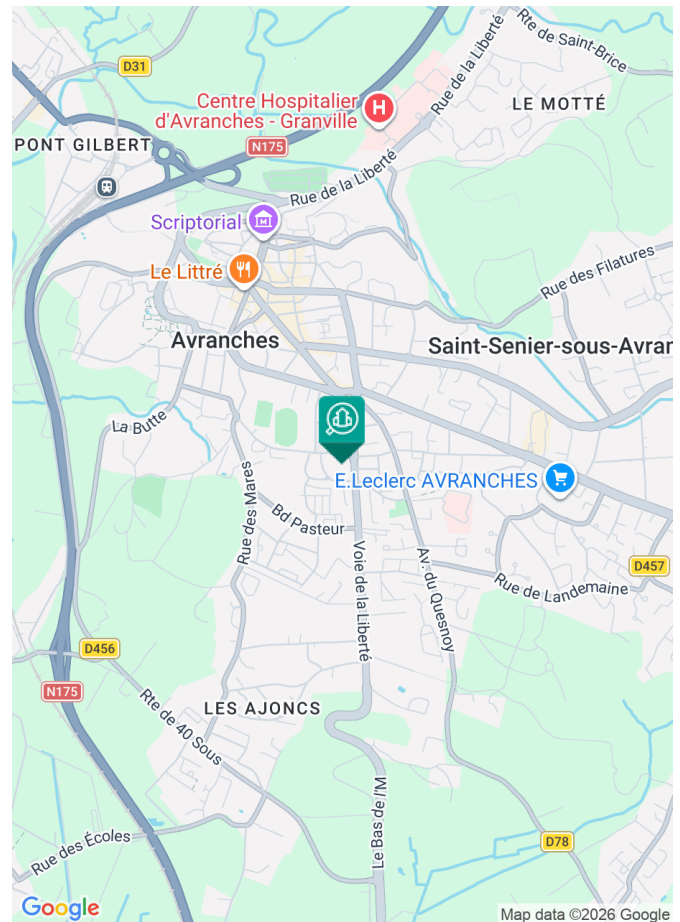 Rte de Saint-Brice
D31
Centre Hospitalier
d'Avranches - Granville
H
Rue de la Liberté
LE MOTTÉ
PONT GILBERT
N175
Rue de la Liberté
Scriptorial
Le Littré
Rue des Filatures
Avranches
Saint-Senier-sous-Avran
La Butte
E.Leclerc AVRANCHES
Rue des Mares
Bd Pasteur
Voie de la Liberté
Av. du Quesnoy
D457
Rue de Landemaine
D456
N175
LES AJONCS
Rte de 40 Sous
Le Bas de l'M
D78
Rue des Écoles
Google
Map data ©2026 Google